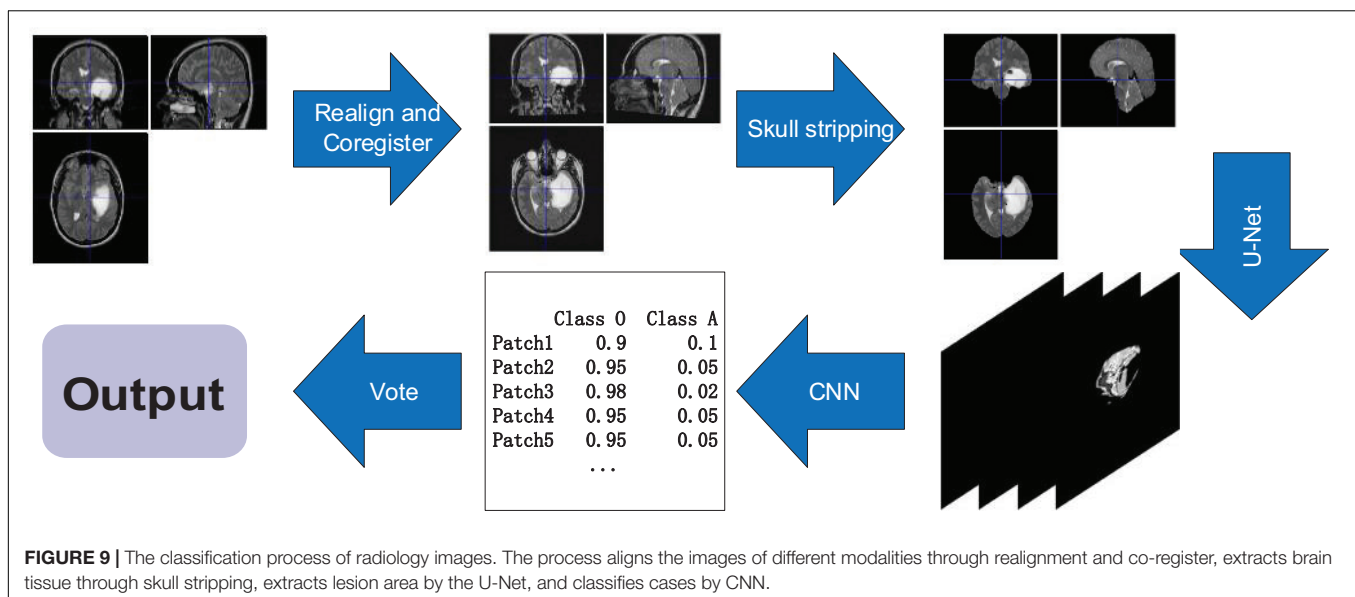 Realign and
Coregister
Skull stripping
U-Net
CNN
Class O Class A
Patch1 0.9 0.1
Patch2 0.95 0.05
Patch3 0.98 0.02
Patch4 0.95 0.05
Patch5 0.95 0.05
...
Vote
Output
FIGURE 9 | The classification process of radiology images. The process aligns the images of different modalities through realignment and co-register, extracts brain
tissue through skull stripping, extracts lesion area by the U-Net, and classifies cases by CNN.